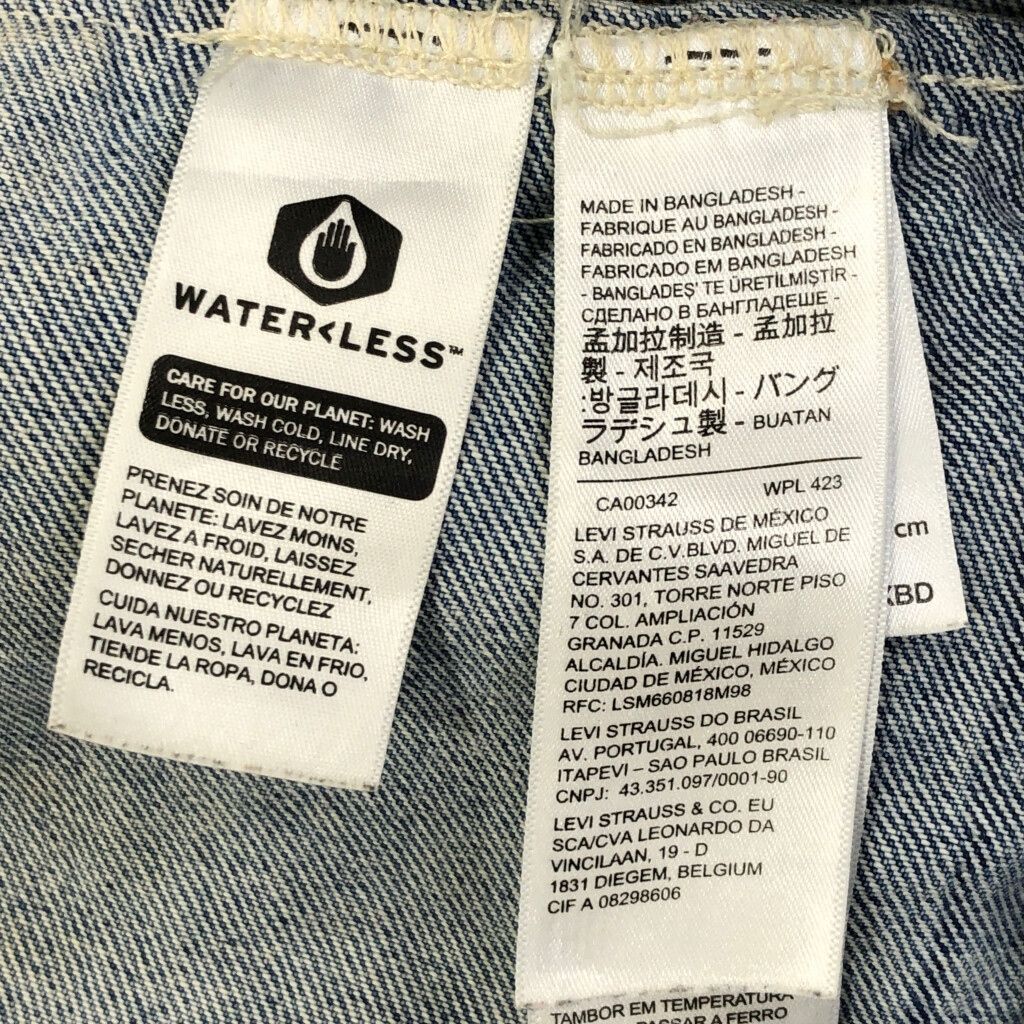 WATER<LESS™
CARE FOR OUR PLANET: WASH
LESS, WASH COLD, LINE DRY,
DONATE OR RECYCLE
PRENEZ SOIN DE NOTRE
PLANETE: LAVEZ MOINS,
LAVEZ A FROID, LAISSEZ
SECHER NATURELLEMENT,
DONNEZ OU RECYCLEZ
CUIDA NUESTRO PLANETA:
LAVA MENOS, LAVA EN FRIO,
TIENDE LA ROPA, DONA O
RECICLA.
MADE IN BANGLADESH -
FABRIQUE AU BANGLADESH -
FABRICADO EN BANGLADESH -
FABRICADO EM BANGLADESH
- BANGLADEŞ' TE ÜRETİLMİŞTİR -
СДЕЛАНО В БАНГЛАДЕШЕ -
孟加拉制造 - 孟加拉
製 - 제조국
:방글라데시 - バング
ラデシュ製 - BUATAN
BANGLADESH
CA00342 WPL 423
LEVI STRAUSS DE MÉXICO
S.A. DE C.V.BLVD. MIGUEL DE
CERVANTES SAAVEDRA
NO. 301, TORRE NORTE PISO
7 COL. AMPLIACIÓN
GRANADA C.P. 11529
ALCALDÍA. MIGUEL HIDALGO
CIUDAD DE MÉXICO, MÉXICO
RFC: LSM660818M98
LEVI STRAUSS DO BRASIL
AV. PORTUGAL, 400 06690-110
ITAPEVI – SAO PAULO BRASIL
CNPJ: 43.351.097/0001-90
LEVI STRAUSS & CO. EU
SCA/CVA LEONARDO DA
VINCILAAN, 19 - D
1831 DIEGEM, BELGIUM
CIF A 08298606
cm
TAMBOR EM TEMPERATURA
PASSAR A FERRO